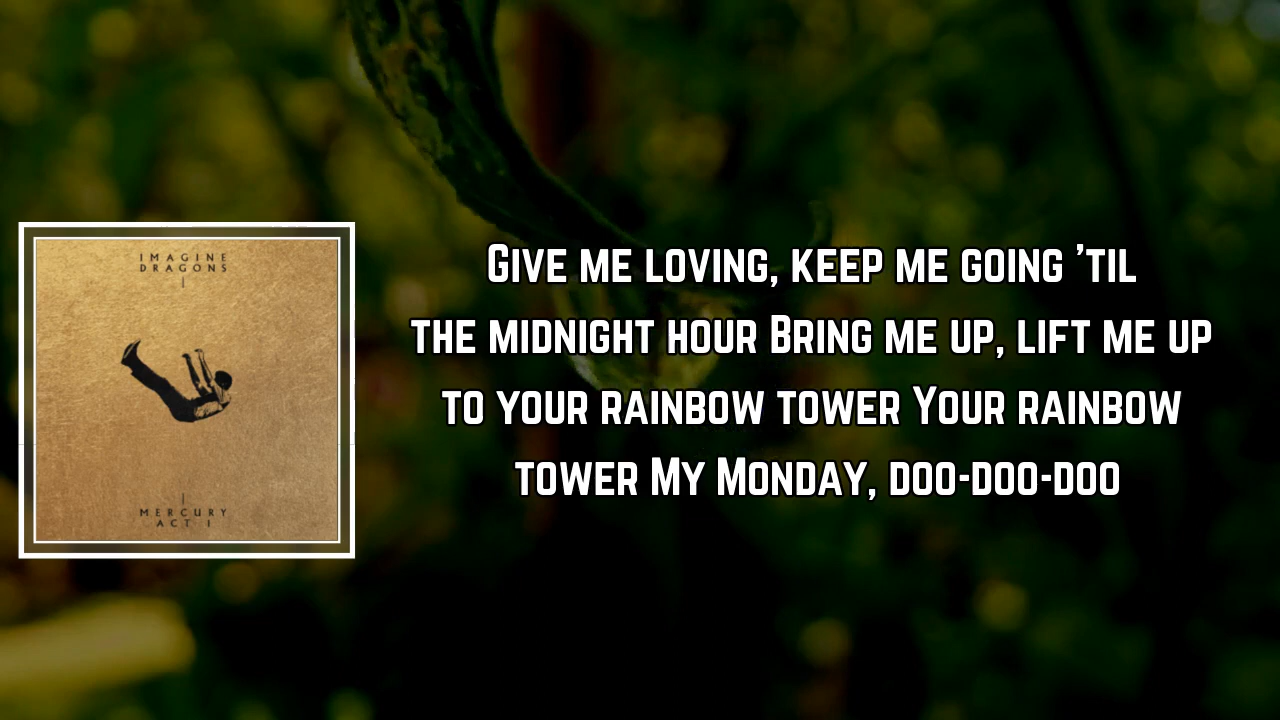 IMAGINE
DRAGONS
MERCURY
ACT I
GIVE ME LOVING, KEEP ME GOING 'TIL
THE MIDNIGHT HOUR BRING ME UP, LIFT ME UP
TO YOUR RAINBOW TOWER YOUR RAINBOW
TOWER MY MONDAY, DOO-DOO-DOO